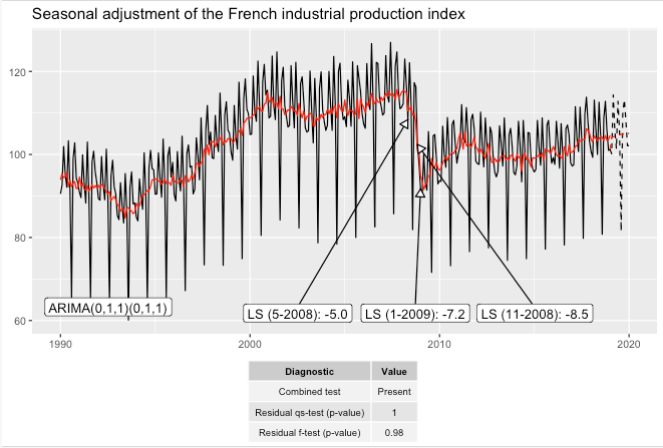 Seasonal adjustment of the French industrial production index
120
100
80
60
ARIMA(0,1,1)(0,1,1)
LS (5-2008): -5.0
LS (1-2009): -7.2
LS (11-2008): -8.5
1990
2000
2010
2020
Diagnostic Value
Combined test Present
Residual qs-test (p-value) 1
Residual f-test (p-value) 0.98